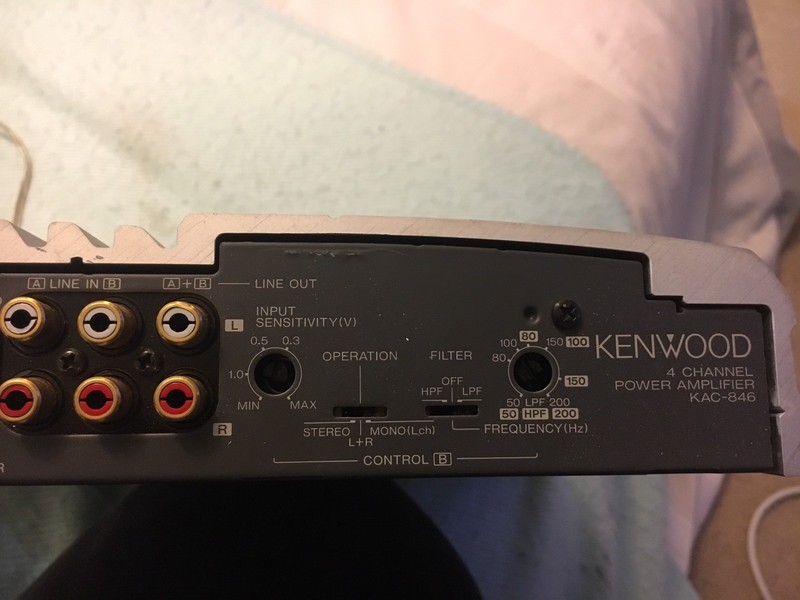 A LINE IN B
A + B
LINE OUT
L
R
INPUT
SENSITIVITY(V)
0.5 0.3
1.0
MIN MAX
OPERATION
STEREO MONO(Lch)
L+R
FILTER
OFF
HPF LPF
80
100 150 100
80
150
50 LPF 200
50 HPF 200
FREQUENCY(Hz)
CONTROL B
KENWOOD
4 CHANNEL
POWER AMPLIFIER
KAC-846